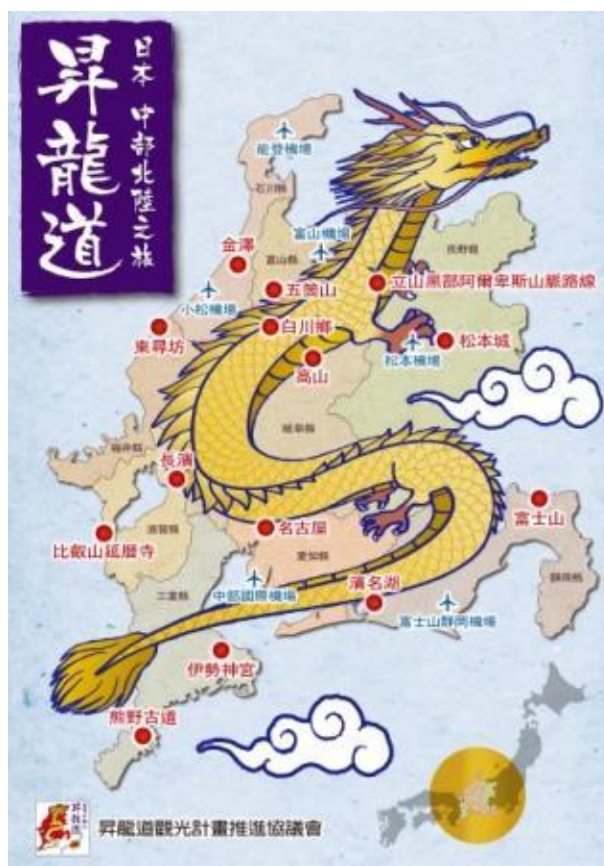 日本 中部北陸之旅
昇龍道
能登機場
石川縣
富山機場
金澤
富山縣
長野縣
五箇山
立山黑部阿爾卑斯山脈路線
小松機場
白川鄉
東尋坊
松本城
松本機場
高山
岐阜縣
福井縣
長濱
富士山
滋賀縣
名古屋
比叡山延曆寺
愛知縣
靜岡縣
三重縣
中部國際機場
濱名湖
富士山靜岡機場
伊勢神宮
熊野古道
昇龍道觀光計畫推進協議會